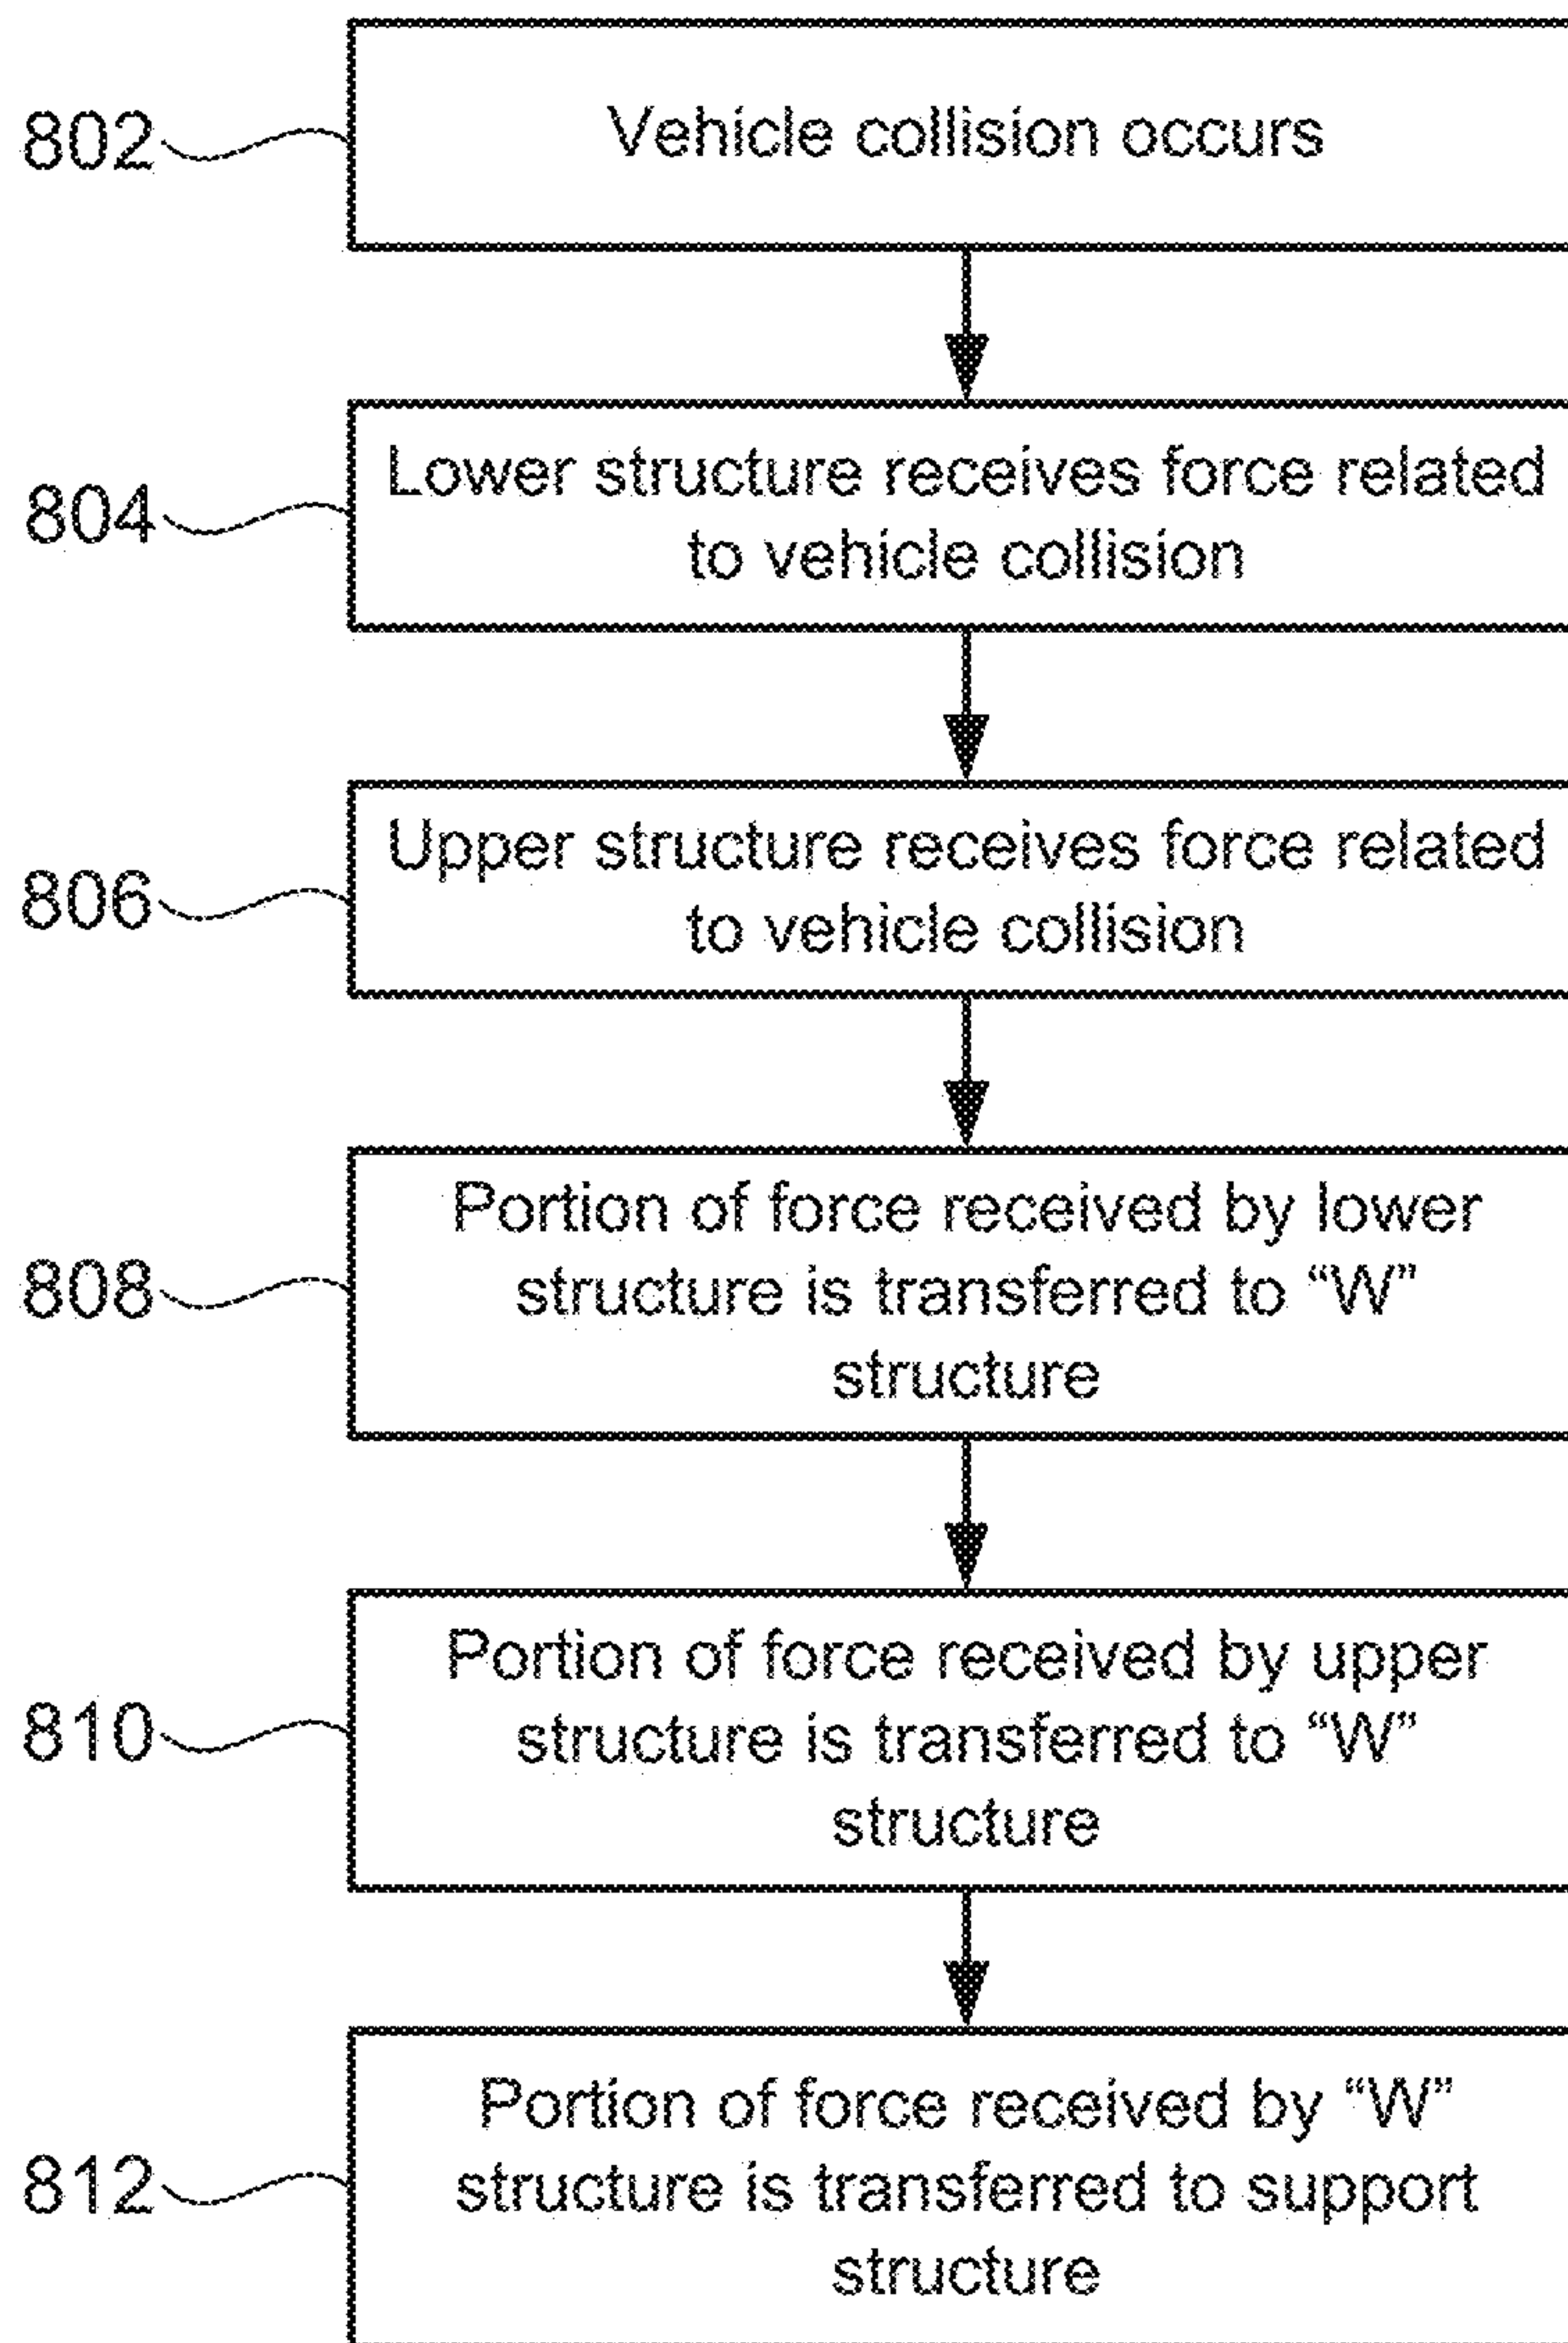 802
Vehicle collision occurs
804
Lower structure receives force related
to vehicle collision
806
Upper structure receives force related
to vehicle collision
808
Portion of force received by lower
structure is transferred to “W”
structure
810
Portion of force received by upper
structure is transferred to “W”
structure
812
Portion of force received by “W”
structure is transferred to support
structure